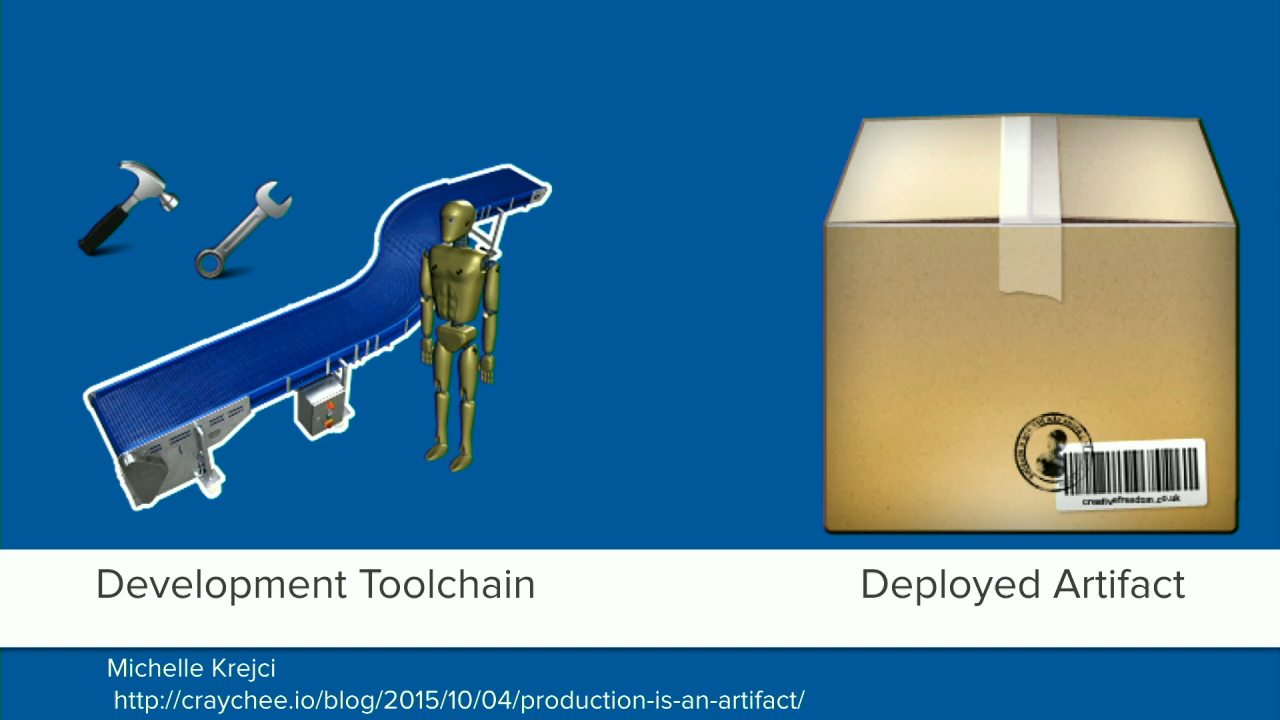 creativefreedom.co.uk
Development Toolchain
Deployed Artifact
Michelle Krejci
http://craychee.io/blog/2015/10/04/production-is-an-artifact/